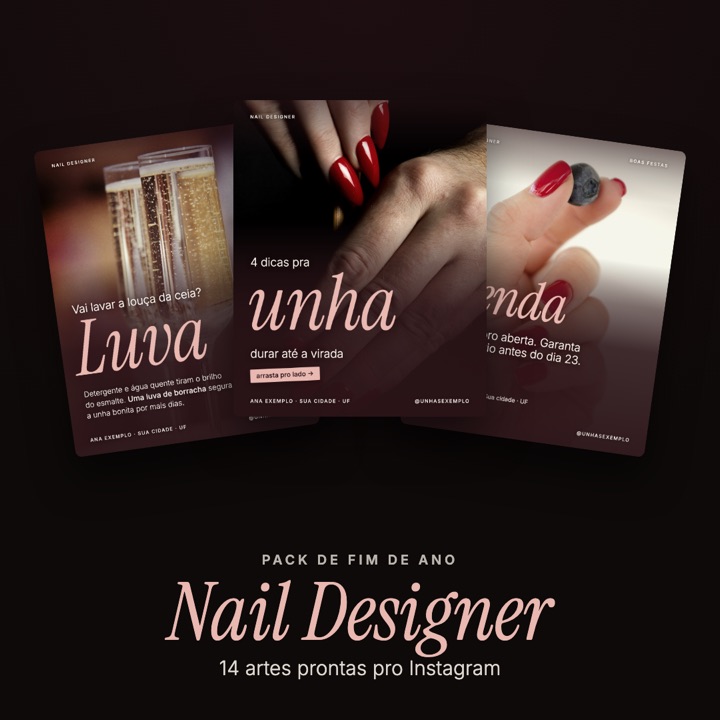 NAIL DESIGNER
Vai lavar a louça da ceia?
Luva
Detergente e água quente tiram o brilho
do esmalte. Uma luva de borracha segura
a unha bonita por mais dias.
ANA EXEMPLO · SUA CIDADE · UF
NAIL DESIGNER
4 dicas pra
unha
durar até a virada
arrasta pro lado →
ANA EXEMPLO · SUA CIDADE · UF
@UNHASEXEMPLO
BOAS FESTAS
enda
ro aberta. Garanta
io antes do dia 23.
Sua cidade · UF
@UNHASEXEMPLO
PACK DE FIM DE ANO
Nail Designer
14 artes prontas pro Instagram